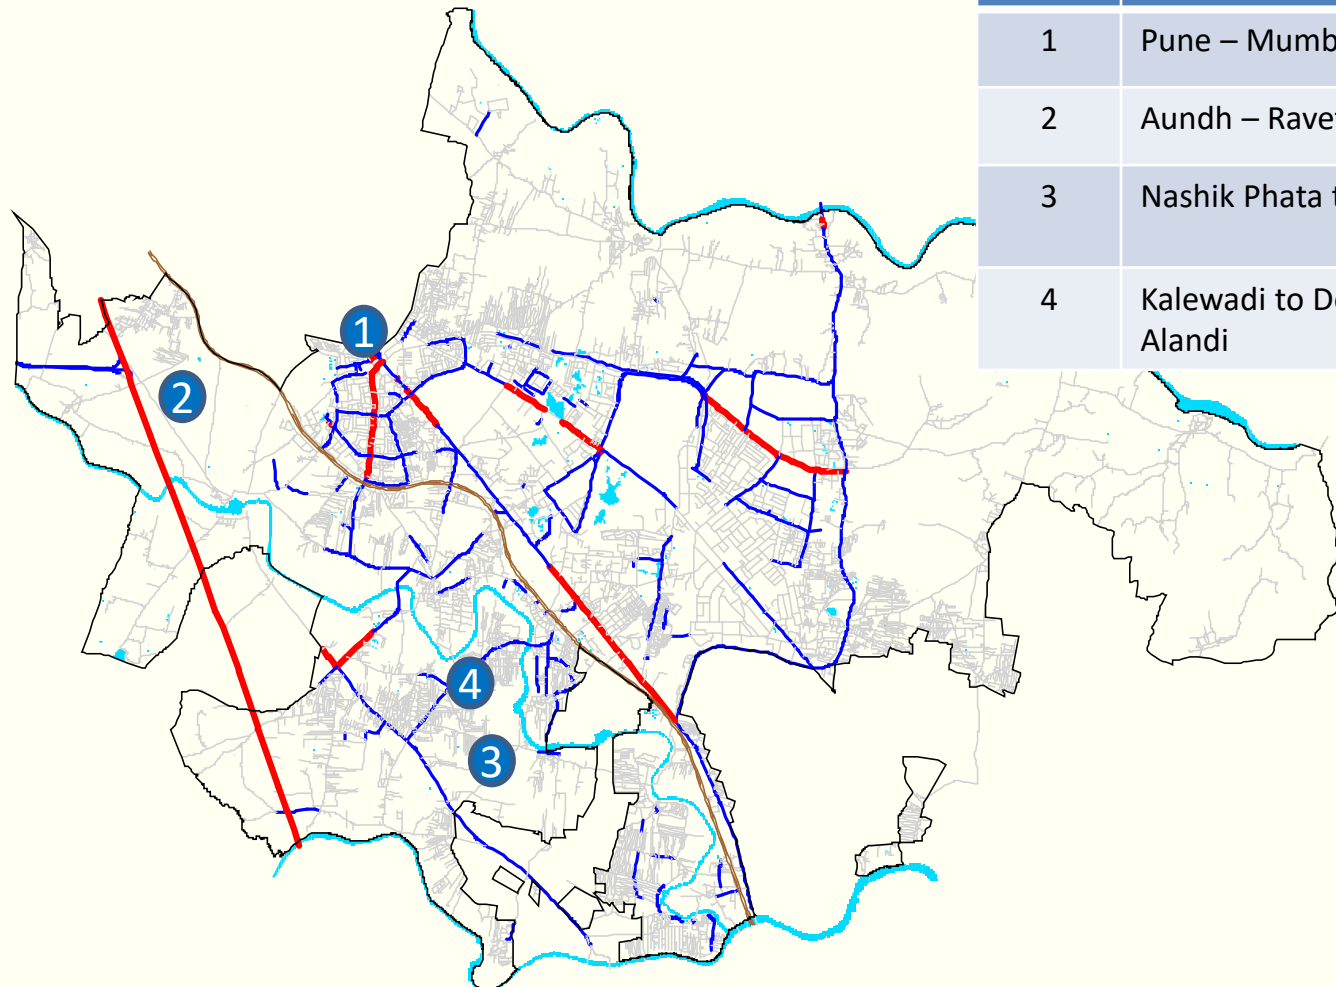 1 Pune – Mumb
2 Aundh – Rave
3 Nashik Phata t
4 Kalewadi to D
Alandi
1
2
4
3